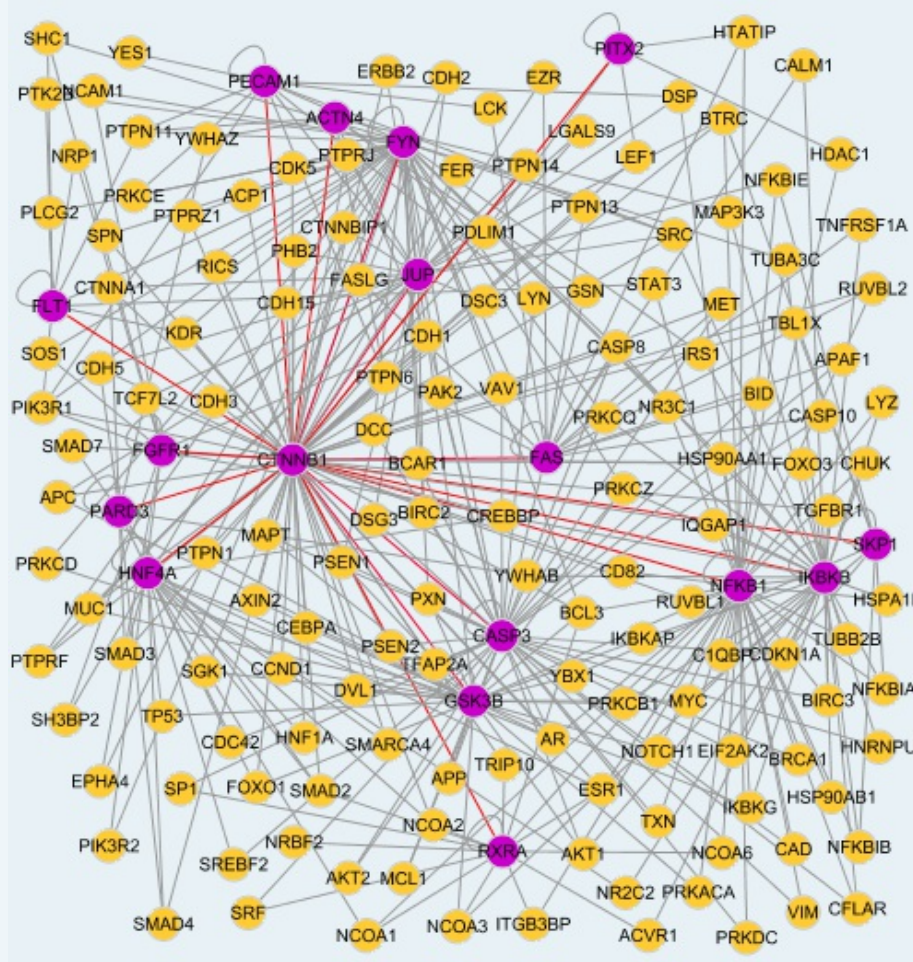 SHC1
YES1
PITX2
HTATIP
PECAM1
ERBB2
CDH2
EZR
CALM1
PTK2B
NCAM1
DSP
LCK
ACTN4
BTRC
PTPN11
YWHAZ
FYN
LGALS9
NRP1
PTPRJ
CDK5
FER
PTPN14
LEF1
HDAC1
NFKBIE
PRKCE
ACP1
PLCG2
PTPRZ1
PTPN13
MAP3K3
TNFRSF1A
SPN
CTNNBIP1
PDLIM1
SRC
PHB2
TUBA3C
RICS
CTNNA1
FASLG
JUP
GSN
STAT3
RUVBL2
FLT1
CDH15
DSC3
LYN
MET
TBL1X
KDR
CDH1
SOS1
CASP8
IRS1
APAF1
CDH5
PTPN6
PAK2
VAV1
BID
PIK3R1
TCF7L2
CDH3
NR3C1
LYZ
PRKCQ
CASP10
DCC
SMAD7
FGFR1
CTNNB1
BCAR1
FAS
HSP90AA1
FOXO3
CHUK
APC
PRKCZ
PARD3
DSG3
BIRC2
CREBBP
TGFBR1
IQGAP1
MAPT
SKP1
PRKCD
HNF4A
PTPN1
PSEN1
YWHAB
CD82
NFKB1
IKBKB
MUC1
AXIN2
PXN
BCL3
RUVBL1
HSPA1L
CEBPA
CASP3
IKBKAP
TUBB2B
PTPRF
SMAD3
PSEN2
TFAP2A
C1QBP
CDKN1A
SGK1
CCND1
YBX1
DVL1
GSK3B
PRKCB1
MYC
BIRC3
NFKBIA
SH3BP2
TP53
CDC42
HNF1A
SMARCA4
AR
NOTCH1
EIF2AK2
BRCA1
HNRNPU
EPHA4
SP1
FOXO1
SMAD2
APP
TRIP10
ESR1
HSP90AB1
IKBKG
TXN
NCOA2
PIK3R2
NRBF2
SREBF2
RXRA
AKT1
NCOA6
CAD
NFKBIB
AKT2
MCL1
NR2C2
PRKACA
SMAD4
SRF
NCOA1
NCOA3
ITGB3BP
ACVR1
PRKDC
VIM
CFLAR